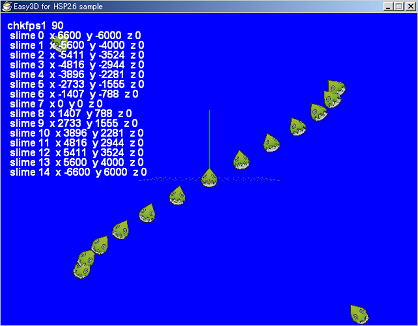 Easy3D for HSP2.6 sample
chkfps1 90
slime 0 x 6600 y -6000 z 0
slime 1 x -5600 y -4000 z 0
slime 2 x -5411 y -3524 z 0
slime 3 x -4816 y -2944 z 0
slime 4 x -3896 y -2281 z 0
slime 5 x -2733 y -1555 z 0
slime 6 x -1407 y -788 z 0
slime 7 x 0 y 0 z 0
slime 8 x 1407 y 788 z 0
slime 9 x 2733 y 1555 z 0
slime 10 x 3896 y 2281 z 0
slime 11 x 4816 y 2944 z 0
slime 12 x 5411 y 3524 z 0
slime 13 x 5600 y 4000 z 0
slime 14 x -6600 y 6000 z 0